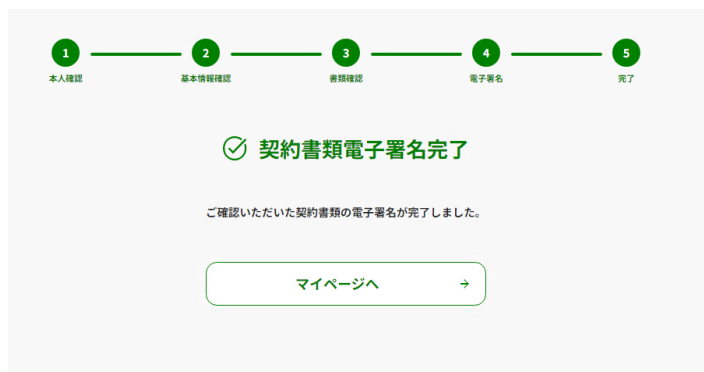 1 2 3 4 5
本人確認 基本情報確認 書類確認 電子署名 完了
契約書類電子署名完了
ご確認いただいた契約書類の電子署名が完了しました。
マイページへ →